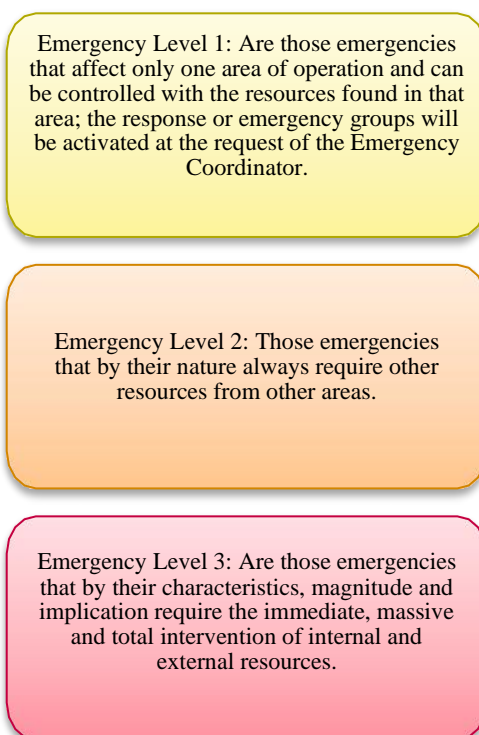 Emergency Level 1: Are those emergencies
that affect only one area of operation and can
be controlled with the resources found in that
area; the response or emergency groups will
be activated at the request of the Emergency
Coordinator.
Emergency Level 2: Those emergencies
that by their nature always require other
resources from other areas.
Emergency Level 3: Are those emergencies
that by their characteristics, magnitude and
implication require the immediate, massive
and total intervention of internal and
external resources.